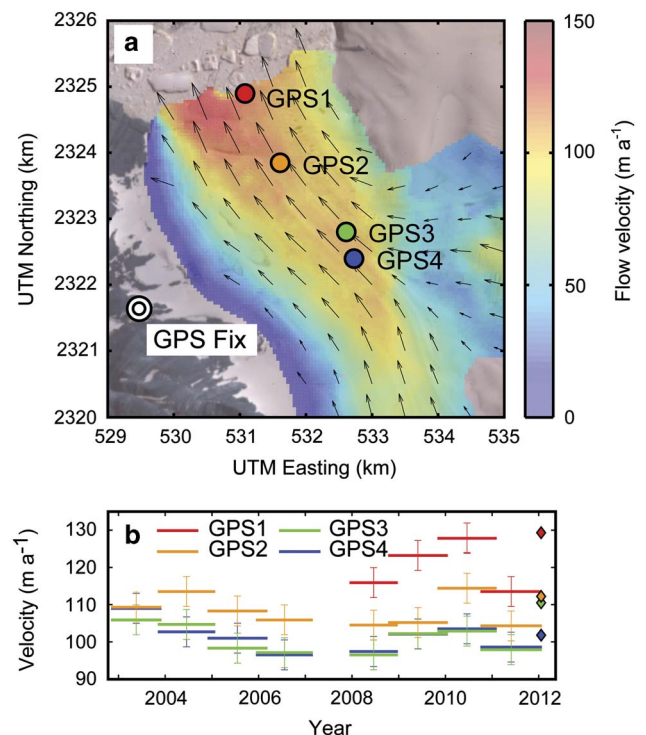 2326
2325
2324
2323
2322
2321
2320
UTM Northing (km)
a
GPS1
GPS2
GPS3
GPS4
GPS Fix
529 530 531 532 533 534 535
UTM Easting (km)
150
100
50
0
Flow velocity (m a⁻¹)
b
GPS1 GPS3
GPS2 GPS4
130
120
110
100
90
Velocity (m a⁻¹)
2004 2006 2008 2010 2012
Year